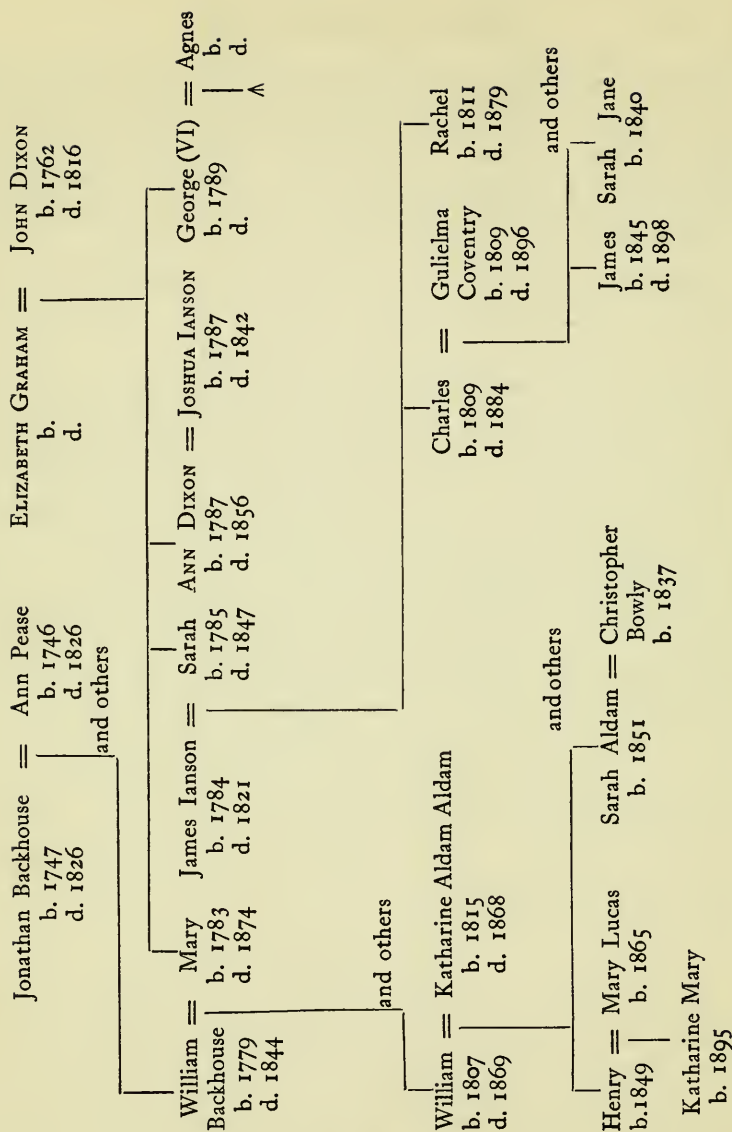 Jonathan Backhouse = Ann Pease
b. 1747
d. 1826
b. 1746
d. 1826
and others
ELIZABETH GRAHAM = JOHN DIXON
b.
d.
b. 1762
d. 1816
William = Mary
Backhouse
b. 1779
d. 1844
b. 1783
d. 1874
James Ianson = Sarah
b. 1784
d. 1821
b. 1785
d. 1847
ANN DIXON = JOSHUA IANSON
b. 1787
d. 1856
b. 1787
d. 1842
George (VI) = Agnes
b. 1789
d.
b.
d.
and others
William = Katharine Aldam Aldam
b. 1807
d. 1869
b. 1815
d. 1868
Charles = Gulielma
Coventry
b. 1809
d. 1884
b. 1809
d. 1896
Rachel
b. 1811
d. 1879
and others
and others
Henry = Mary Lucas
b.1849
b. 1865
Sarah Aldam = Christopher
Bowly
b. 1851
b. 1837
James
b. 1845
d. 1898
Sarah Jane
b. 1840
Katharine Mary
b. 1895